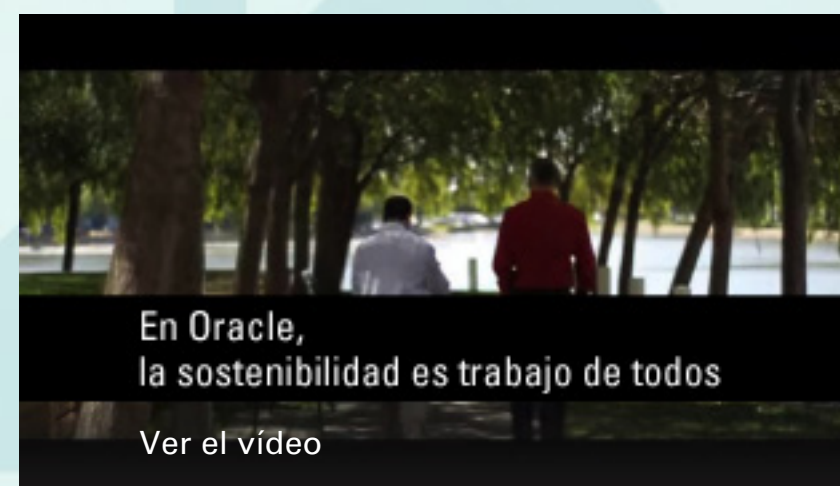 En Oracle,
la sostenibilidad es trabajo de todos
Ver el vídeo